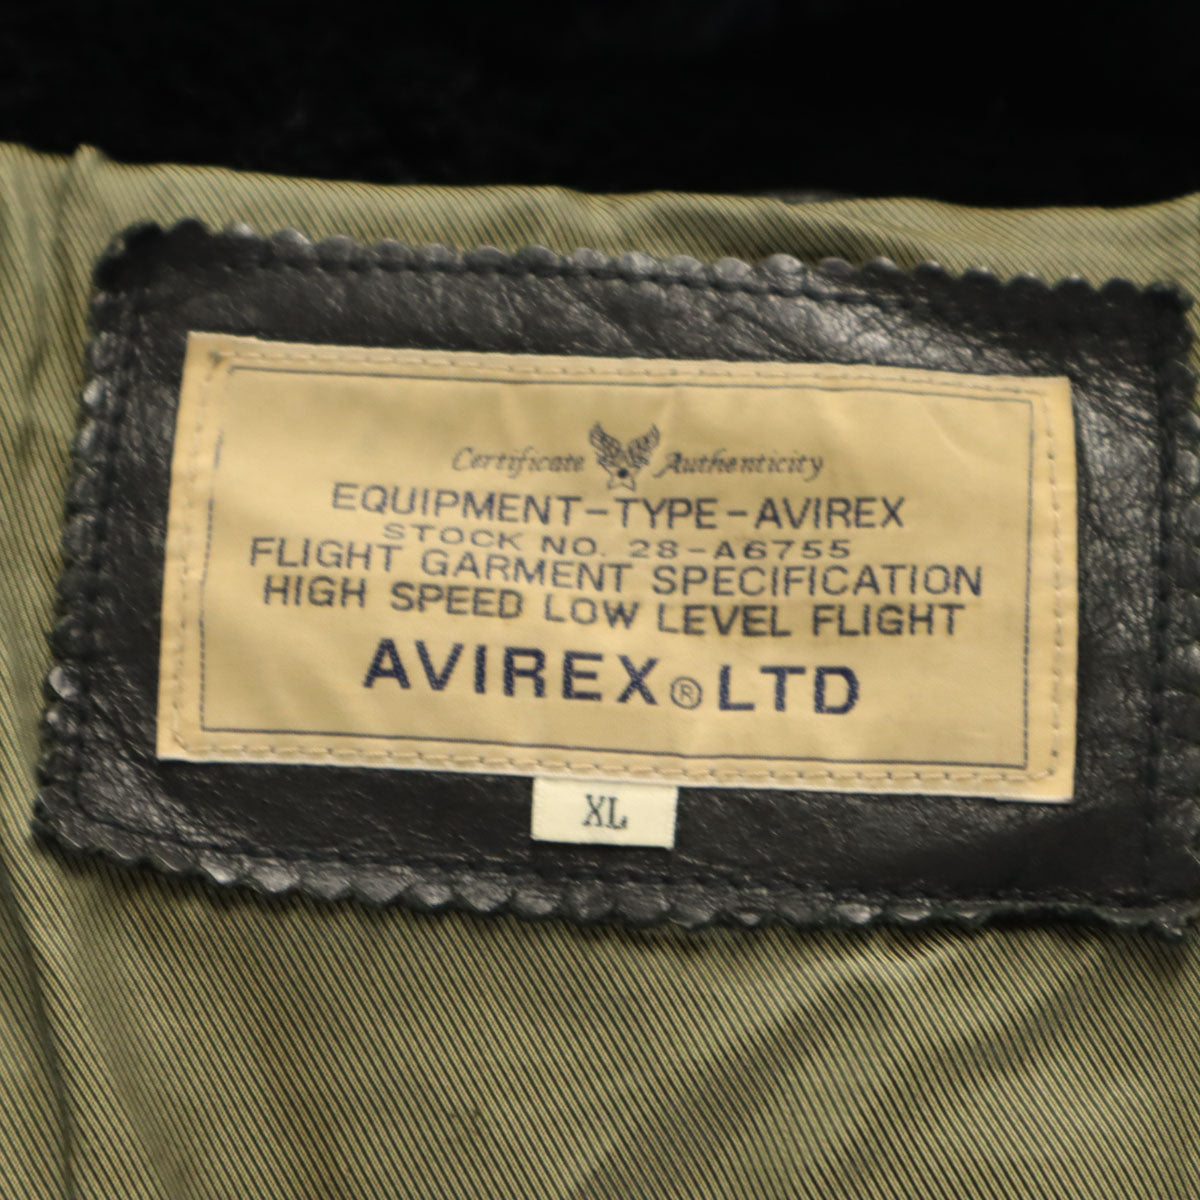 Certificate Authenticity
EQUIPMENT-TYPE-AVIREX
STOCK NO. 28-A6755
FLIGHT GARMENT SPECIFICATION
HIGH SPEED LOW LEVEL FLIGHT
AVIREX® LTD
XL